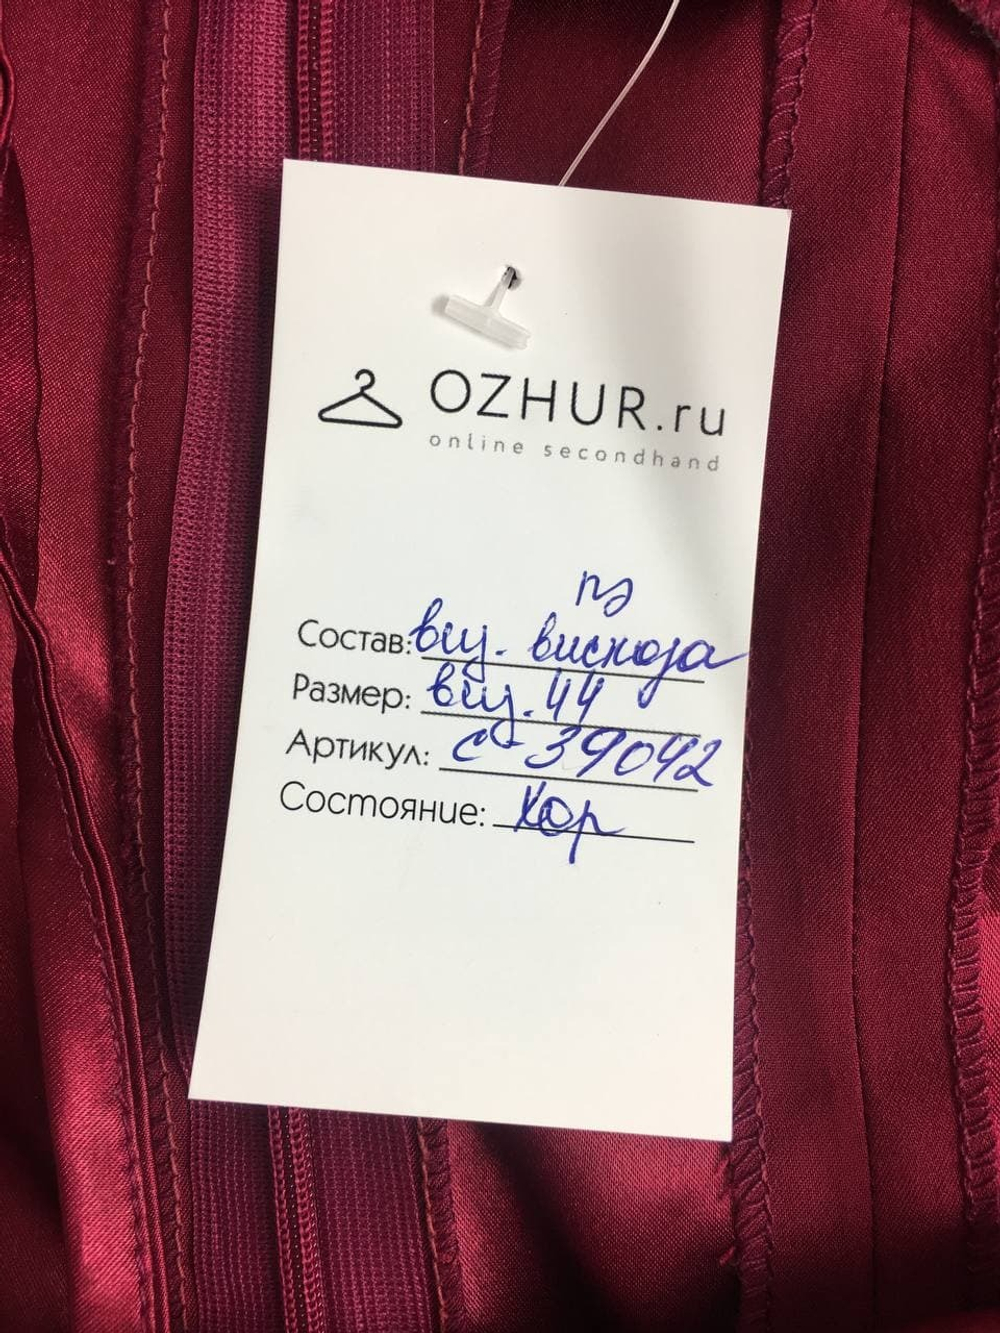 OZHUR.ru
online secondhand
пэ
Состав: виз. вискоза
Размер: виз. 44
Артикул: с-39042
Состояние: Хор